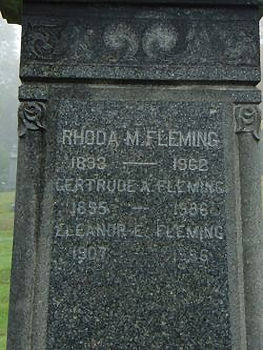 RHODA M. FLEMING
1893 — 1962
GERTRUDE A. FLEMING
1895 — 1986
ELEANOR E. FLEMING
1907